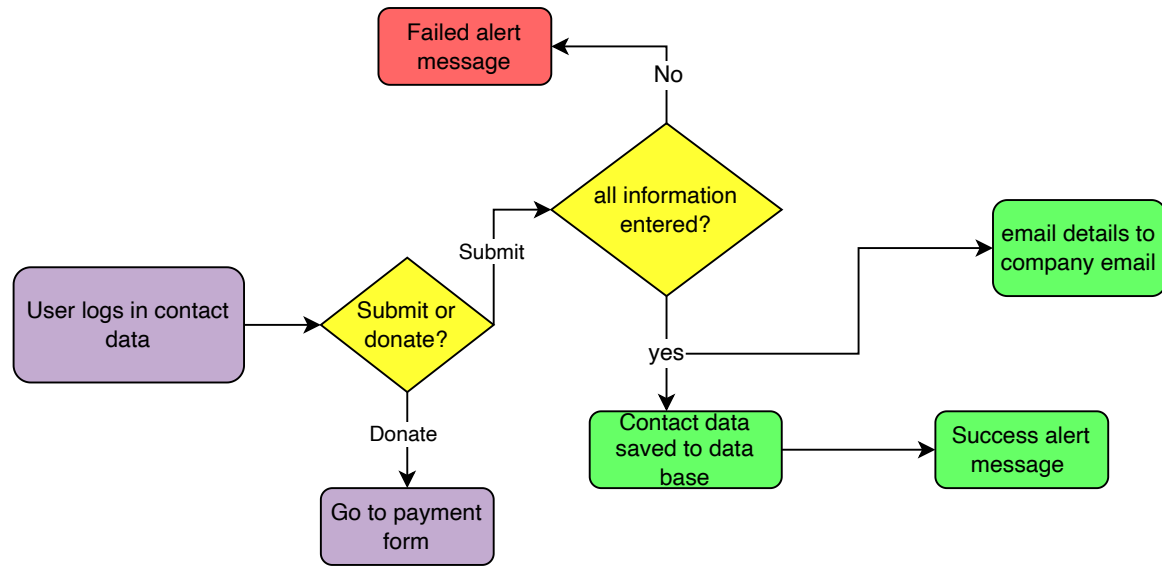 Failed alert
message
No
all information
entered?
email details to
company email
Submit
User logs in contact
data
Submit or
donate?
yes
Donate
Contact data
saved to data
base
Success alert
message
Go to payment
form